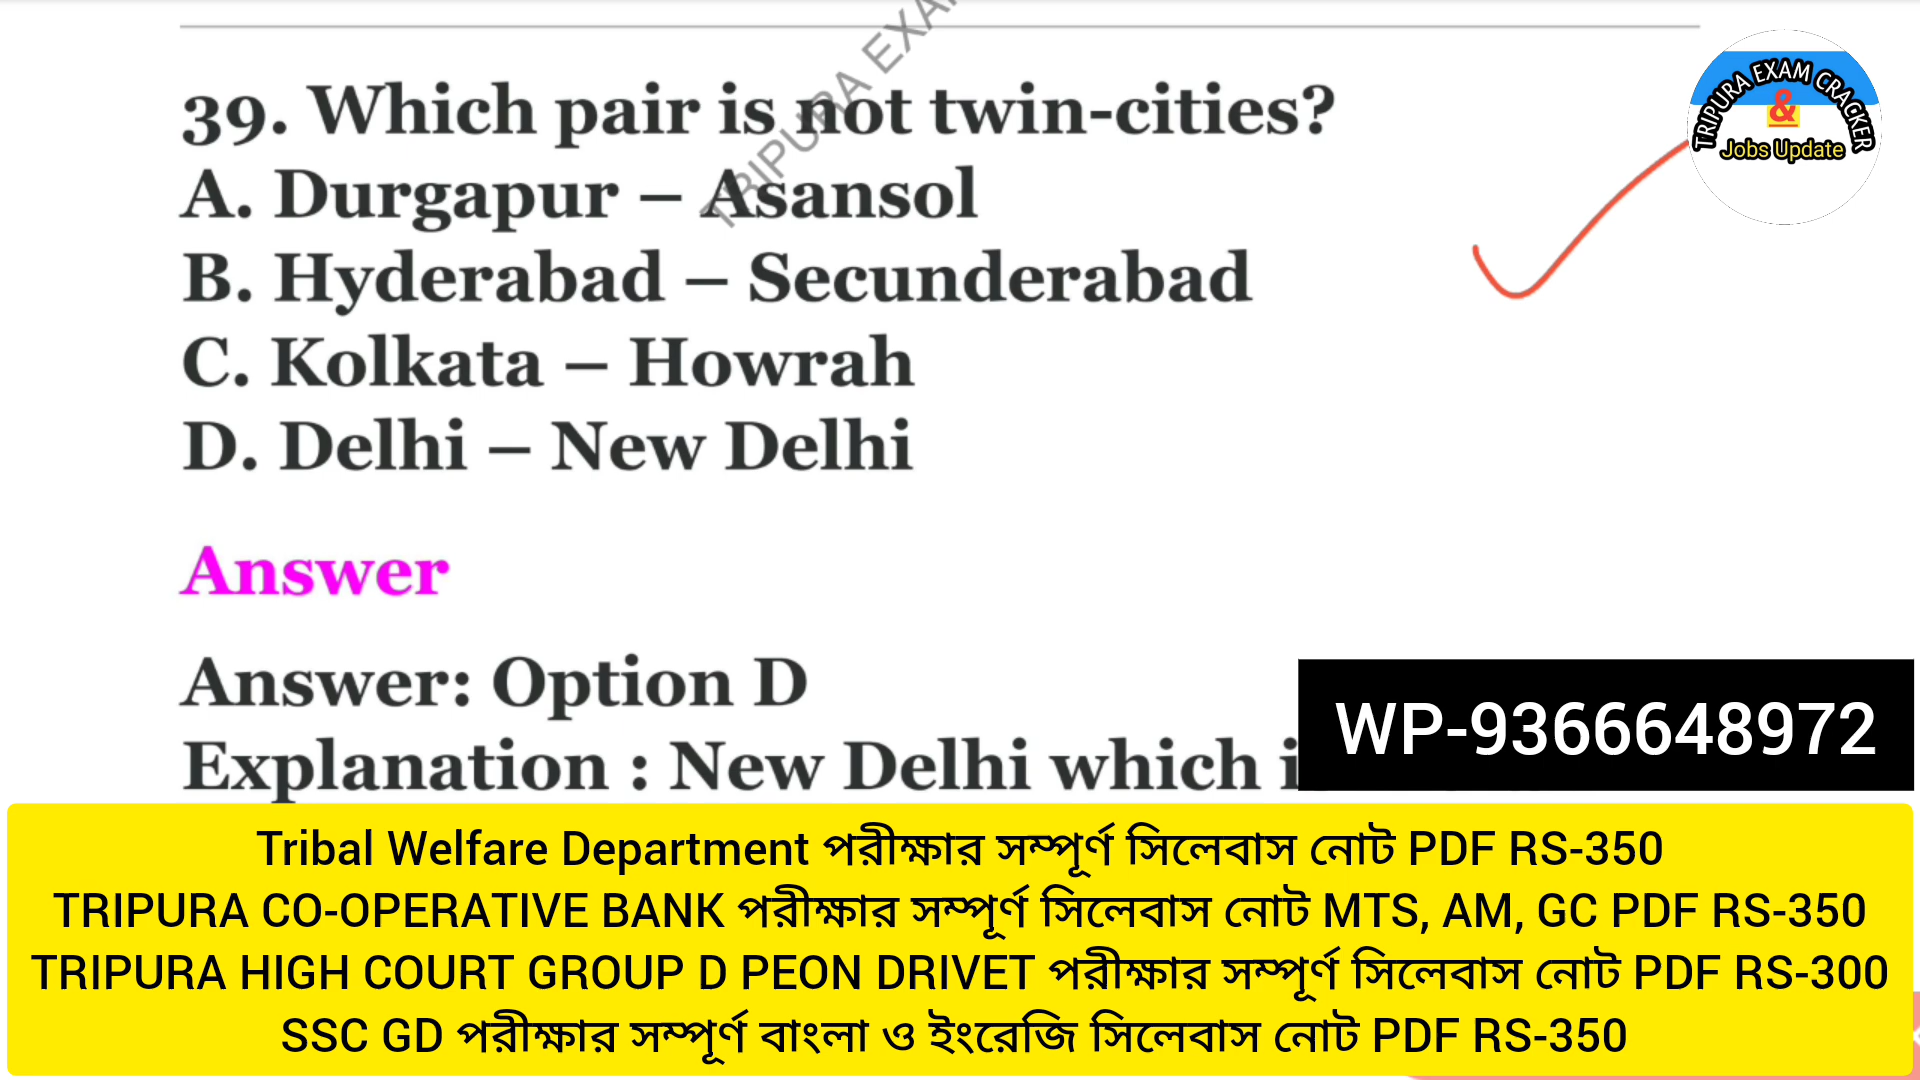 39. Which pair is not twin-cities?
A. Durgapur – Asansol
B. Hyderabad – Secunderabad
C. Kolkata – Howrah
D. Delhi – New Delhi
TRIPURA EXAM CRACKER
&
Jobs Update
TRIPURA EXA
Answer
Answer: Option D
Explanation : New Delhi which
WP-9366648972
Tribal Welfare Department পরীক্ষার সম্পূর্ণ সিলেবাস নোট PDF RS-350
TRIPURA CO-OPERATIVE BANK পরীক্ষার সম্পূর্ণ সিলেবাস নোট MTS, AM, GC PDF RS-350
TRIPURA HIGH COURT GROUP D PEON DRIVET পরীক্ষার সম্পূর্ণ সিলেবাস নোট PDF RS-300
SSC GD পরীক্ষার সম্পূর্ণ বাংলা ও ইংরেজি সিলেবাস নোট PDF RS-350